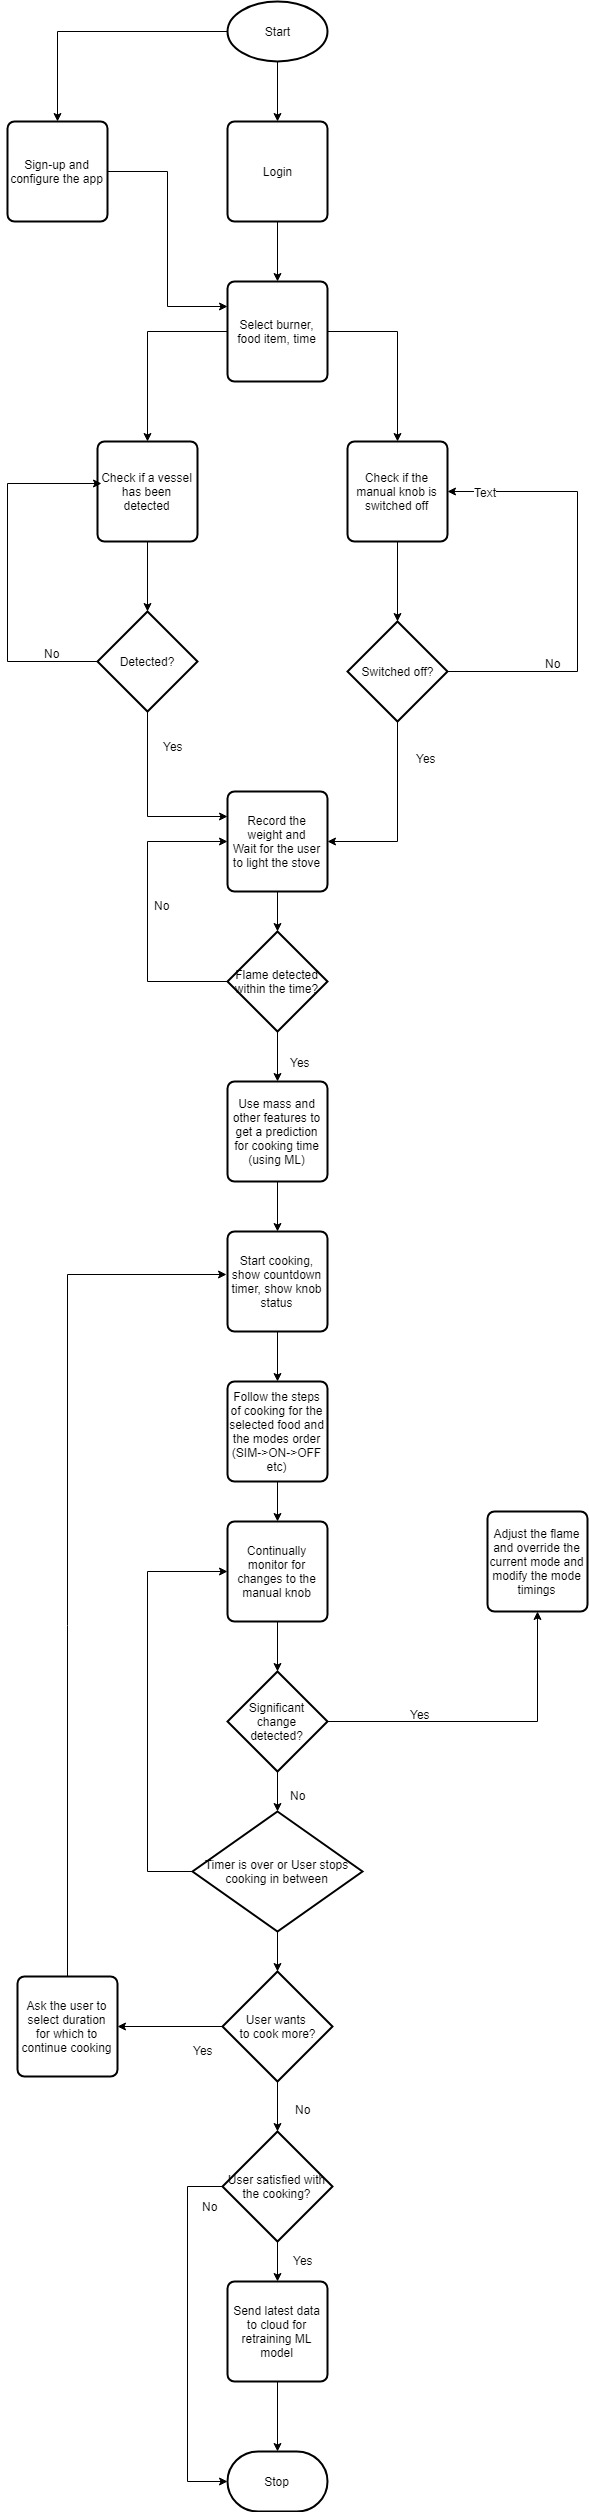 Start
Sign-up and
configure the app
Login
Select burner,
food item, time
Check if a vessel
has been
detected
Check if the
manual knob is
switched off
Text
No
Detected?
Switched off?
No
Yes
Yes
Record the
weight and
Wait for the user
to light the stove
No
Flame detected
within the time?
Yes
Use mass and
other features to
get a prediction
for cooking time
(using ML)
Start cooking,
show countdown
timer, show knob
status
Follow the steps
of cooking for the
selected food and
the modes order
(SIM->ON->OFF
etc)
Continually
monitor for
changes to the
manual knob
Adjust the flame
and override the
current mode and
modify the mode
timings
Significant
change
detected?
Yes
No
Timer is over or User stops
cooking in between
Ask the user to
select duration
for which to
continue cooking
User wants
to cook more?
Yes
No
User satisfied with
the cooking?
No
Yes
Send latest data
to cloud for
retraining ML
model
Stop